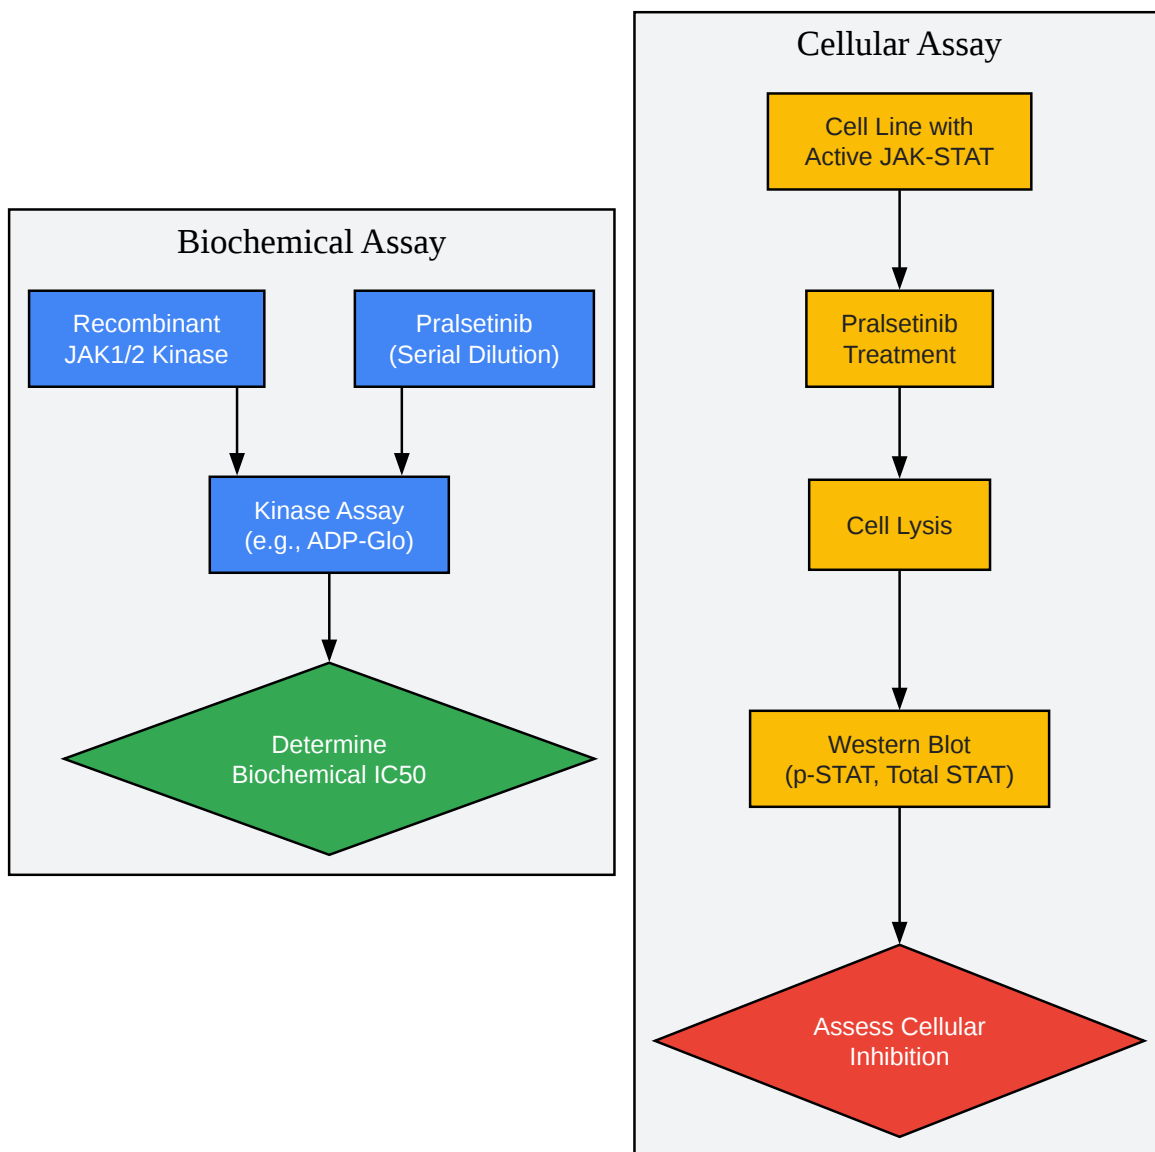 Biochemical Assay
Recombinant
JAK1/2 Kinase
Pralsetinib
(Serial Dilution)
Kinase Assay
(e.g., ADP-Glo)
Determine
Biochemical IC50
Cellular Assay
Cell Line with
Active JAK-STAT
Pralsetinib
Treatment
Cell Lysis
Western Blot
(p-STAT, Total STAT)
Assess Cellular
Inhibition